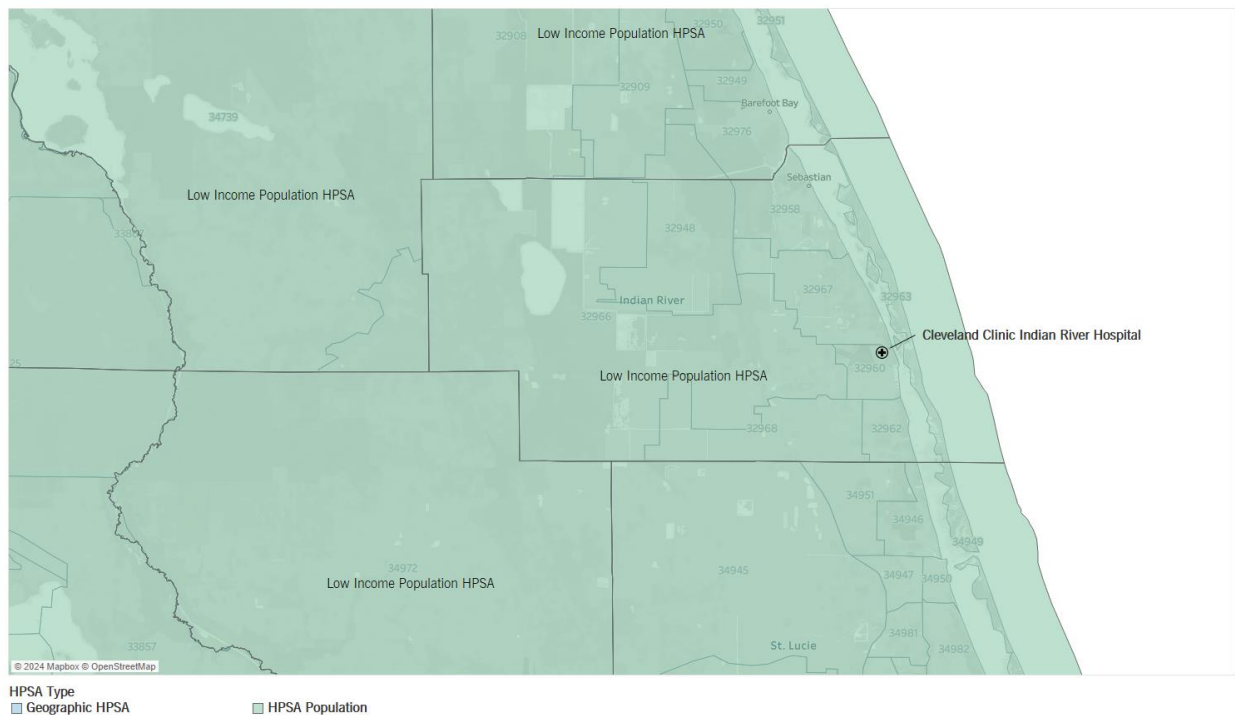 32951
32950
32908
Low Income Population HPSA
32909
32949
Barefoot Bay
34739
32976
Sebastian
Low Income Population HPSA
32958
32948
32967
32963
Indian River
32966
Cleveland Clinic Indian River Hospital
25
32960
Low Income Population HPSA
32968
32962
34951
34946
34949
34972
34945
34947
34950
Low Income Population HPSA
34981
33857
St. Lucie
34982
© 2024 Mapbox © OpenStreetMap
HPSA Type
Geographic HPSA
HPSA Population